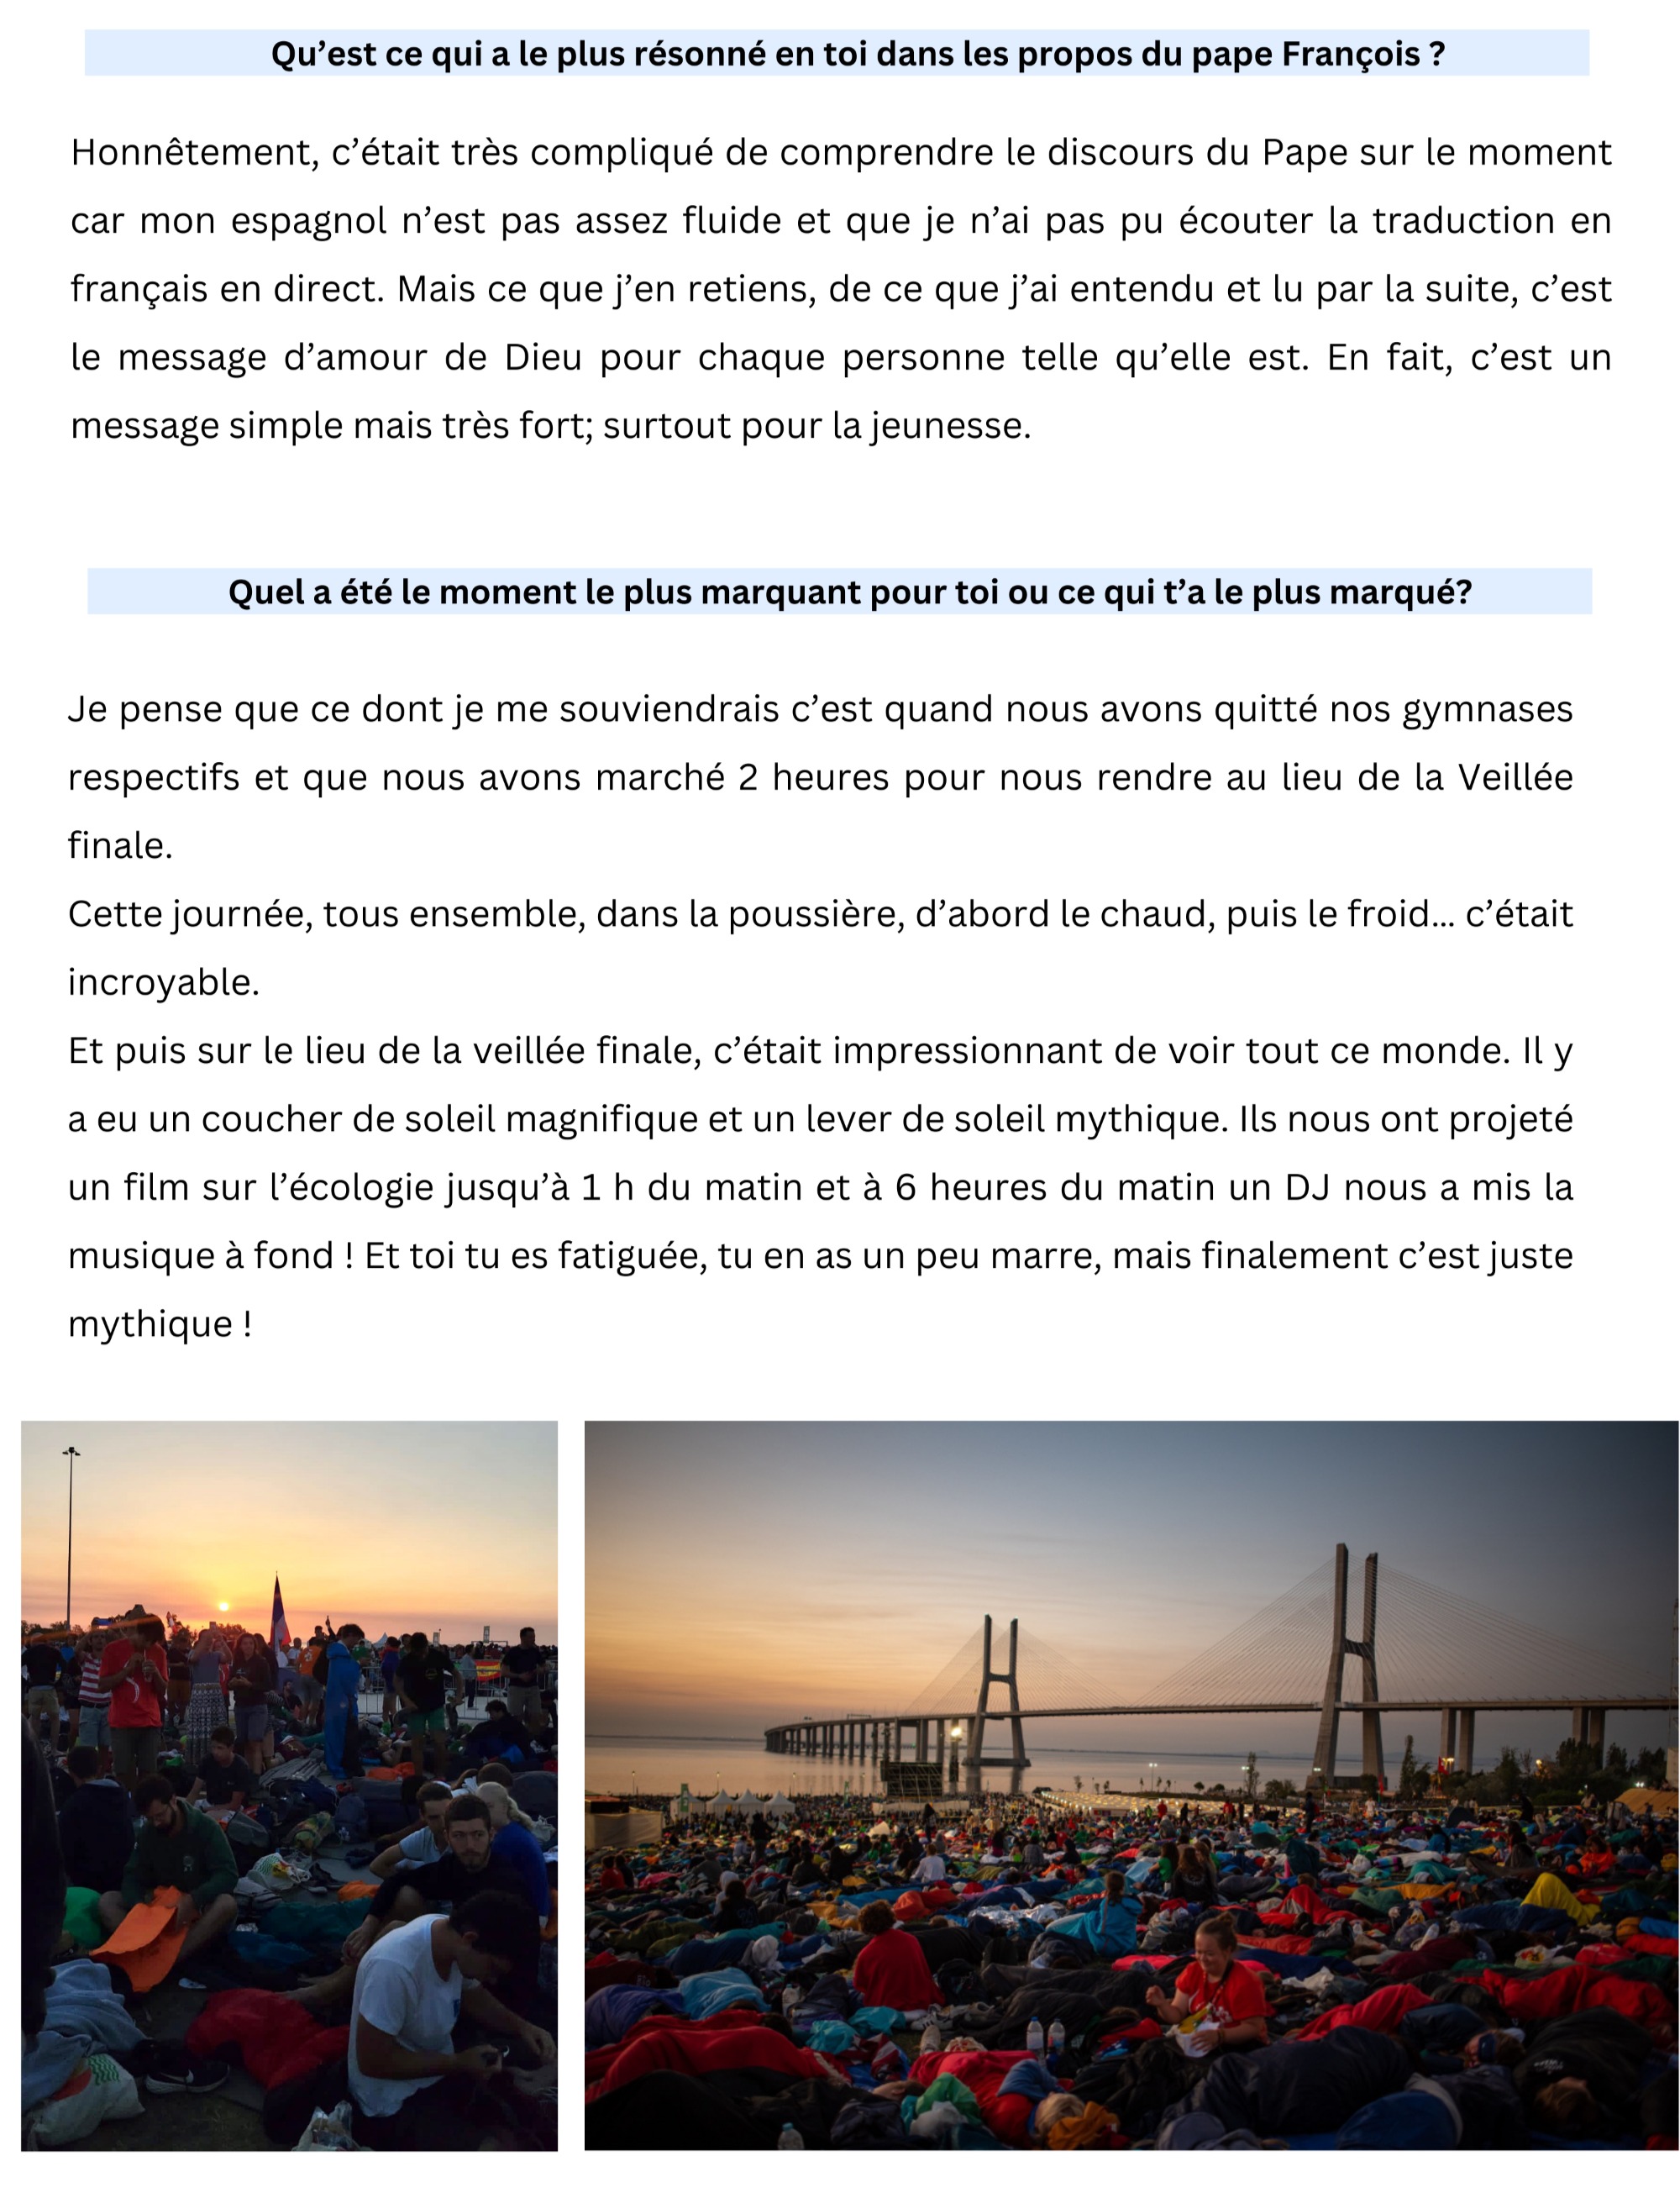 Qu’est ce qui a le plus résonné en toi dans les propos du pape François ?
Honnêtement, c’était très compliqué de comprendre le discours du Pape sur le moment
car mon espagnol n’est pas assez fluide et que je n’ai pas pu écouter la traduction en
français en direct. Mais ce que j’en retiens, de ce que j’ai entendu et lu par la suite, c’est
le message d’amour de Dieu pour chaque personne telle qu’elle est. En fait, c’est un
message simple mais très fort; surtout pour la jeunesse.
Quel a été le moment le plus marquant pour toi ou ce qui t’a le plus marqué?
Je pense que ce dont je me souviendrais c’est quand nous avons quitté nos gymnases
respectifs et que nous avons marché 2 heures pour nous rendre au lieu de la Veillée
finale.
Cette journée, tous ensemble, dans la poussière, d’abord le chaud, puis le froid... c’était
incroyable.
Et puis sur le lieu de la veillée finale, c’était impressionnant de voir tout ce monde. Il y
a eu un coucher de soleil magnifique et un lever de soleil mythique. Ils nous ont projeté
un film sur l’écologie jusqu’à 1 h du matin et à 6 heures du matin un DJ nous a mis la
musique à fond ! Et toi tu es fatiguée, tu en as un peu marre, mais finalement c’est juste
mythique !